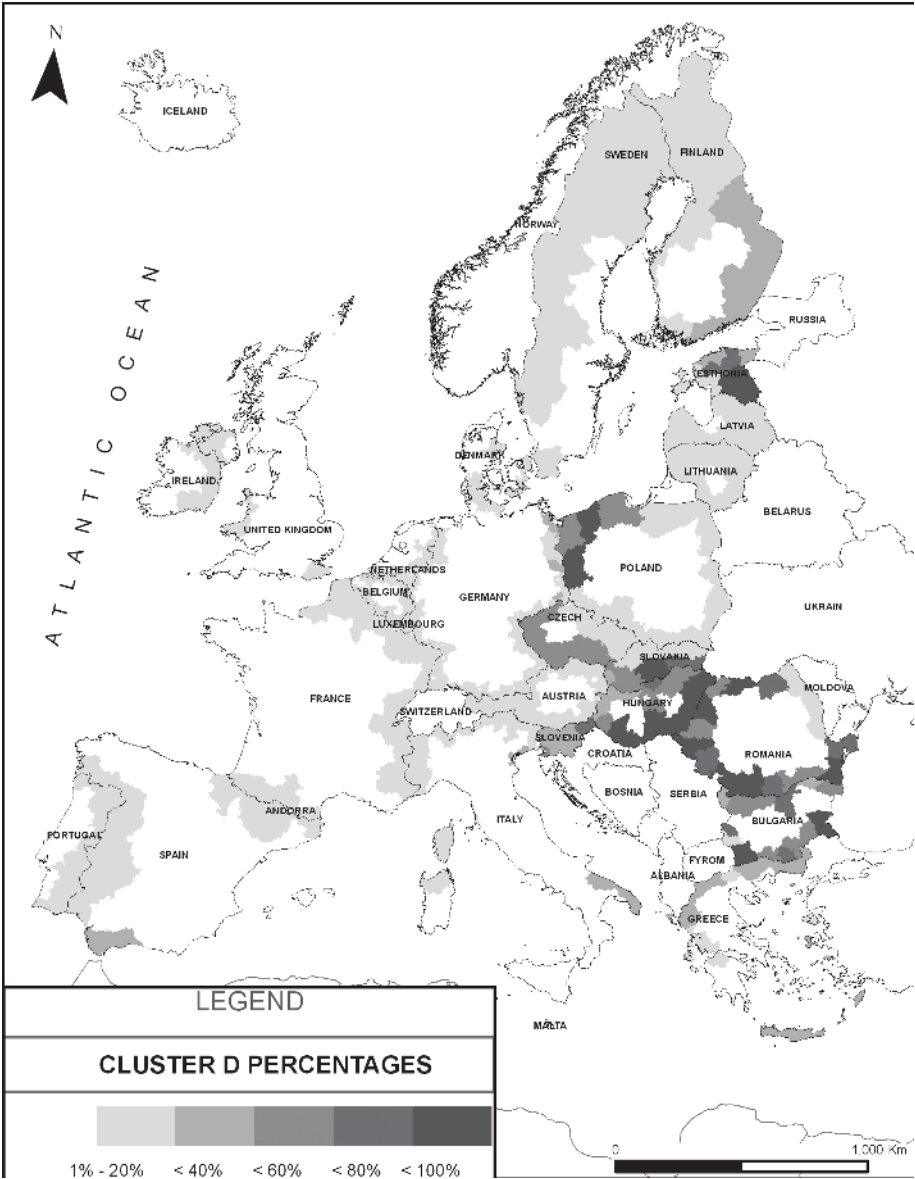 N
ICELAND
SWEDEN
FINLAND
NORWAY
RUSSIA
ESTHONIA
LATVIA
LITHUANIA
ATLANTIC OCEAN
DENMARK
IRELAND
UNITED KINGDOM
BELARUS
NETHERLANDS
BELGIUM
GERMANY
POLAND
LUXEMBOURG
CZECH
UKRAIN
SLOVAKIA
FRANCE
SWITZERLAND
AUSTRIA
HUNGARY
MOLDOVA
SLOVENIA
CROATIA
ROMANIA
BOSNIA
SERBIA
ANDORRA
ITALY
BULGARIA
PORTUGAL
SPAIN
FYROM
ALBANIA
GREECE
MALTA
LEGEND
CLUSTER D PERCENTAGES
1% - 20% < 40% < 60% < 80% < 100%
0 1,000 Km